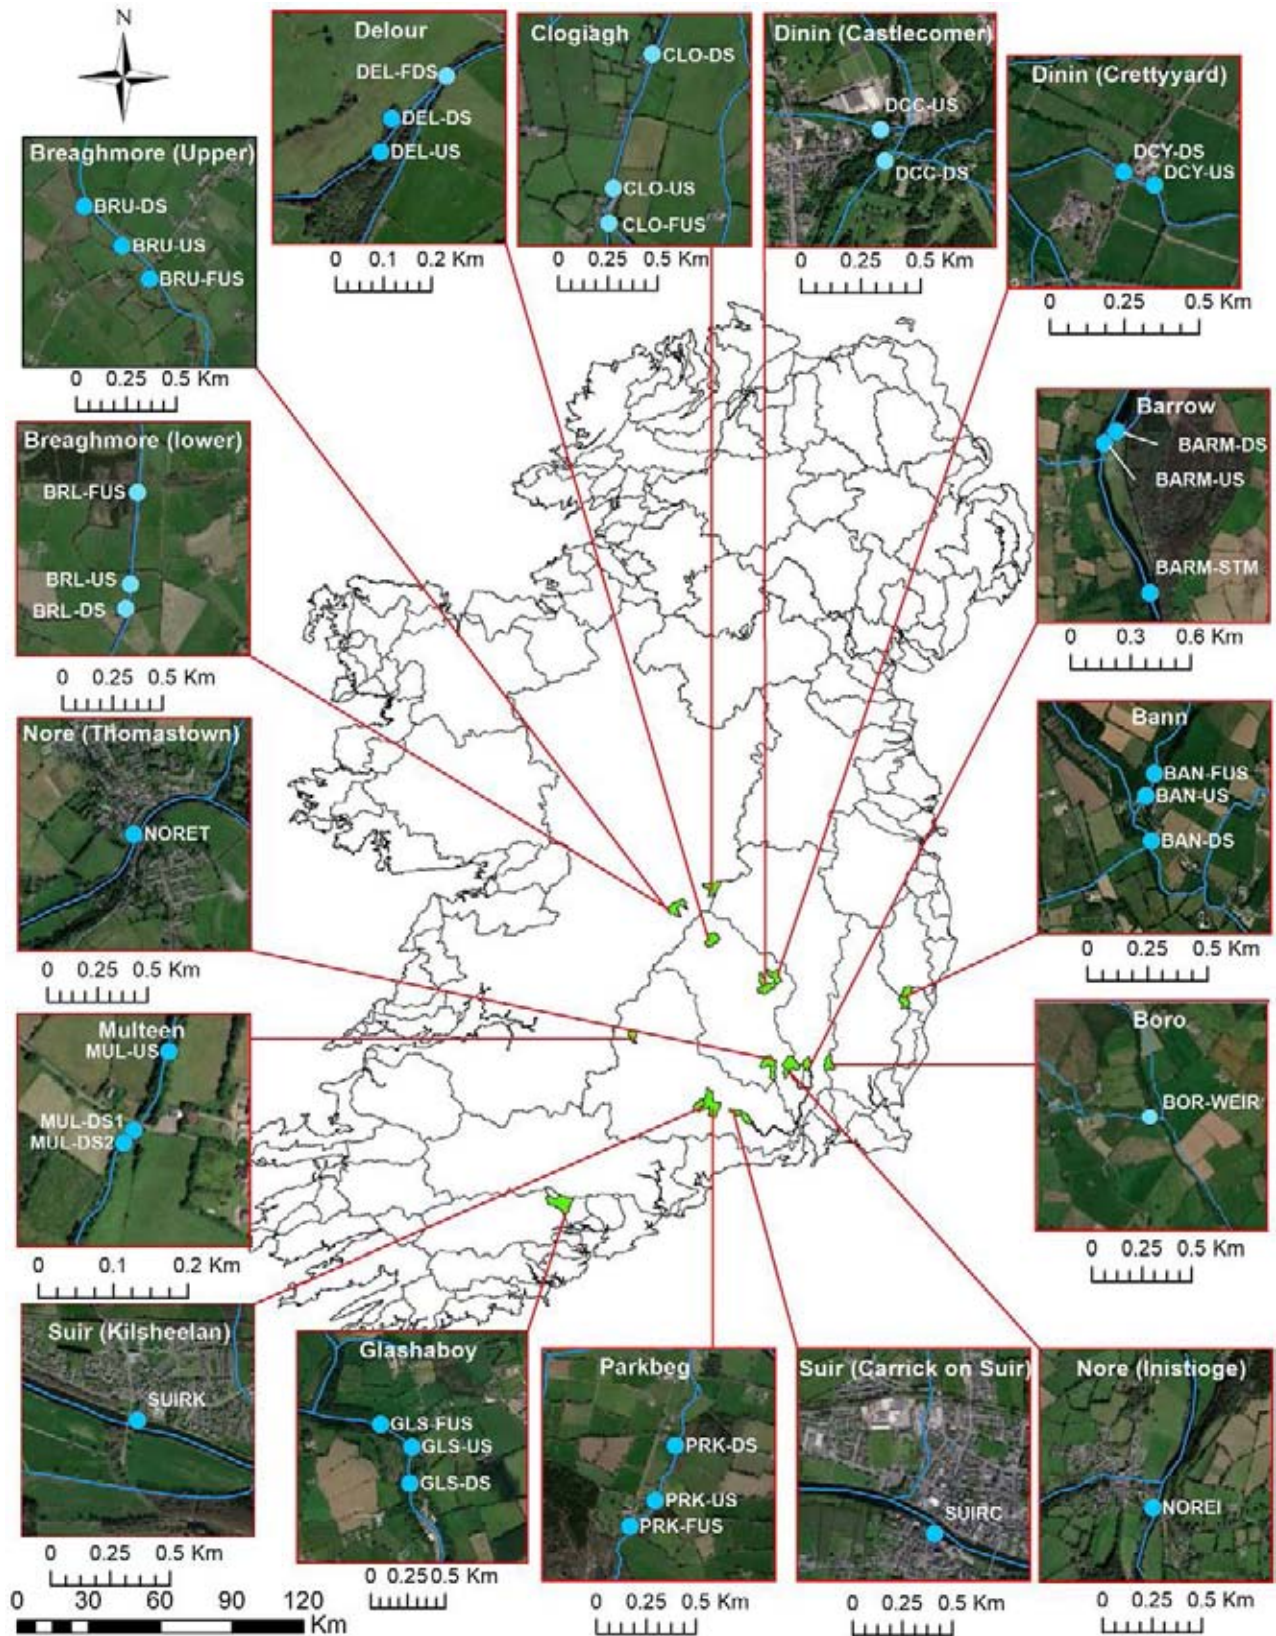 N
Delour
DEL-FDS
DEL-DS
DEL-US
0 0.1 0.2 Km
Clogiagh
CLO-DS
CLO-US
CLO-FUS
0 0.25 0.5 Km
Dinin (Castlecomer)
DCC-US
DCC-DS
0 0.25 0.5 Km
Dinin (Crettyyard)
DCY-DS
DCY-US
0 0.25 0.5 Km
Breaghmore (Upper)
BRU-DS
BRU-US
BRU-FUS
0 0.25 0.5 Km
Barrow
BARM-DS
BARM-US
BARM-STM
0 0.3 0.6 Km
Breaghmore (lower)
BRL-FUS
BRL-US
BRL-DS
0 0.25 0.5 Km
Bann
BAN-FUS
BAN-US
BAN-DS
0 0.25 0.5 Km
Nore (Thomastown)
NORET
0 0.25 0.5 Km
Boro
BOR-WEIR
0 0.25 0.5 Km
Multeen
MUL-US
MUL-DS1
MUL-DS2
0 0.1 0.2 Km
Suir (Kilsheelan)
SUIRK
0 0.25 0.5 Km
Glashaboy
GLS-FUS
GLS-US
GLS-DS
0 0.25 0.5 Km
Parkbeg
PRK-DS
PRK-US
PRK-FUS
0 0.25 0.5 Km
Suir (Carrick on Suir)
SUIRC
0 0.25 0.5 Km
Nore (Inistioge)
NOREI
0 0.25 0.5 Km
0 30 60 90 120
Km